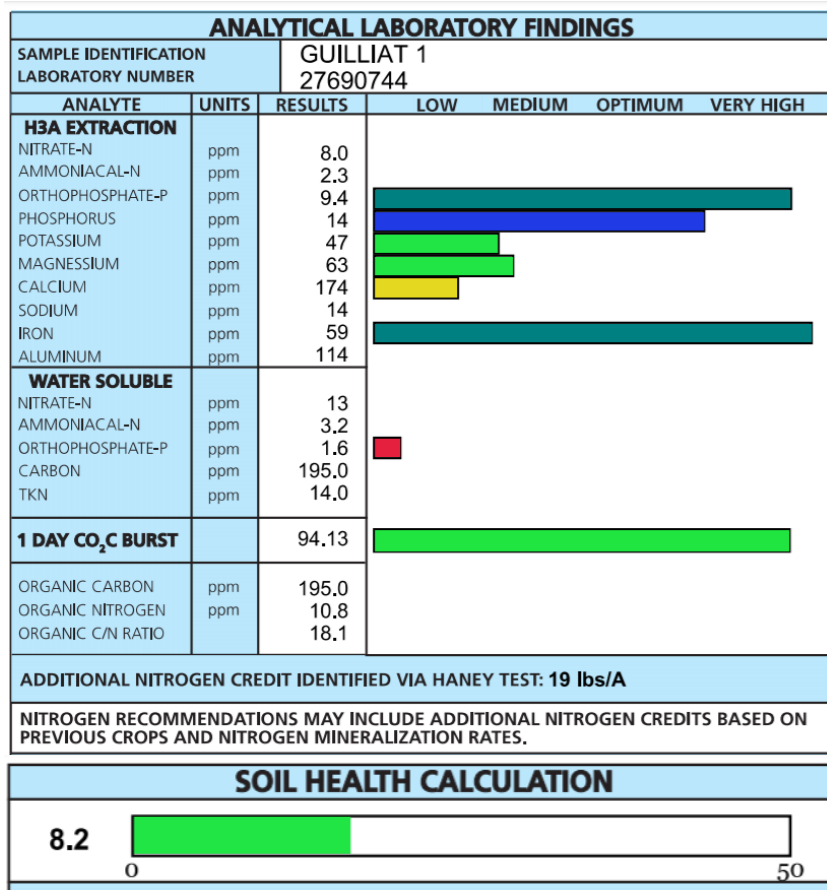 ANALYTICAL LABORATORY FINDINGS
SAMPLE IDENTIFICATION GUILLIAT 1
LABORATORY NUMBER 27690744
ANALYTE UNITS RESULTS LOW MEDIUM OPTIMUM VERY HIGH
H3A EXTRACTION
NITRATE-N ppm 8.0
AMMONIACAL-N ppm 2.3
ORTHOPHOSPHATE-P ppm 9.4
PHOSPHORUS ppm 14
POTASSIUM ppm 47
MAGNESSIUM ppm 63
CALCIUM ppm 174
SODIUM ppm 14
IRON ppm 59
ALUMINUM ppm 114
WATER SOLUBLE
NITRATE-N ppm 13
AMMONIACAL-N ppm 3.2
ORTHOPHOSPHATE-P ppm 1.6
CARBON ppm 195.0
TKN ppm 14.0
1 DAY CO₂C BURST 94.13
ORGANIC CARBON ppm 195.0
ORGANIC NITROGEN ppm 10.8
ORGANIC C/N RATIO 18.1
ADDITIONAL NITROGEN CREDIT IDENTIFIED VIA HANEY TEST: 19 lbs/A
NITROGEN RECOMMENDATIONS MAY INCLUDE ADDITIONAL NITROGEN CREDITS BASED ON
PREVIOUS CROPS AND NITROGEN MINERALIZATION RATES.
SOIL HEALTH CALCULATION
8.2
0 50